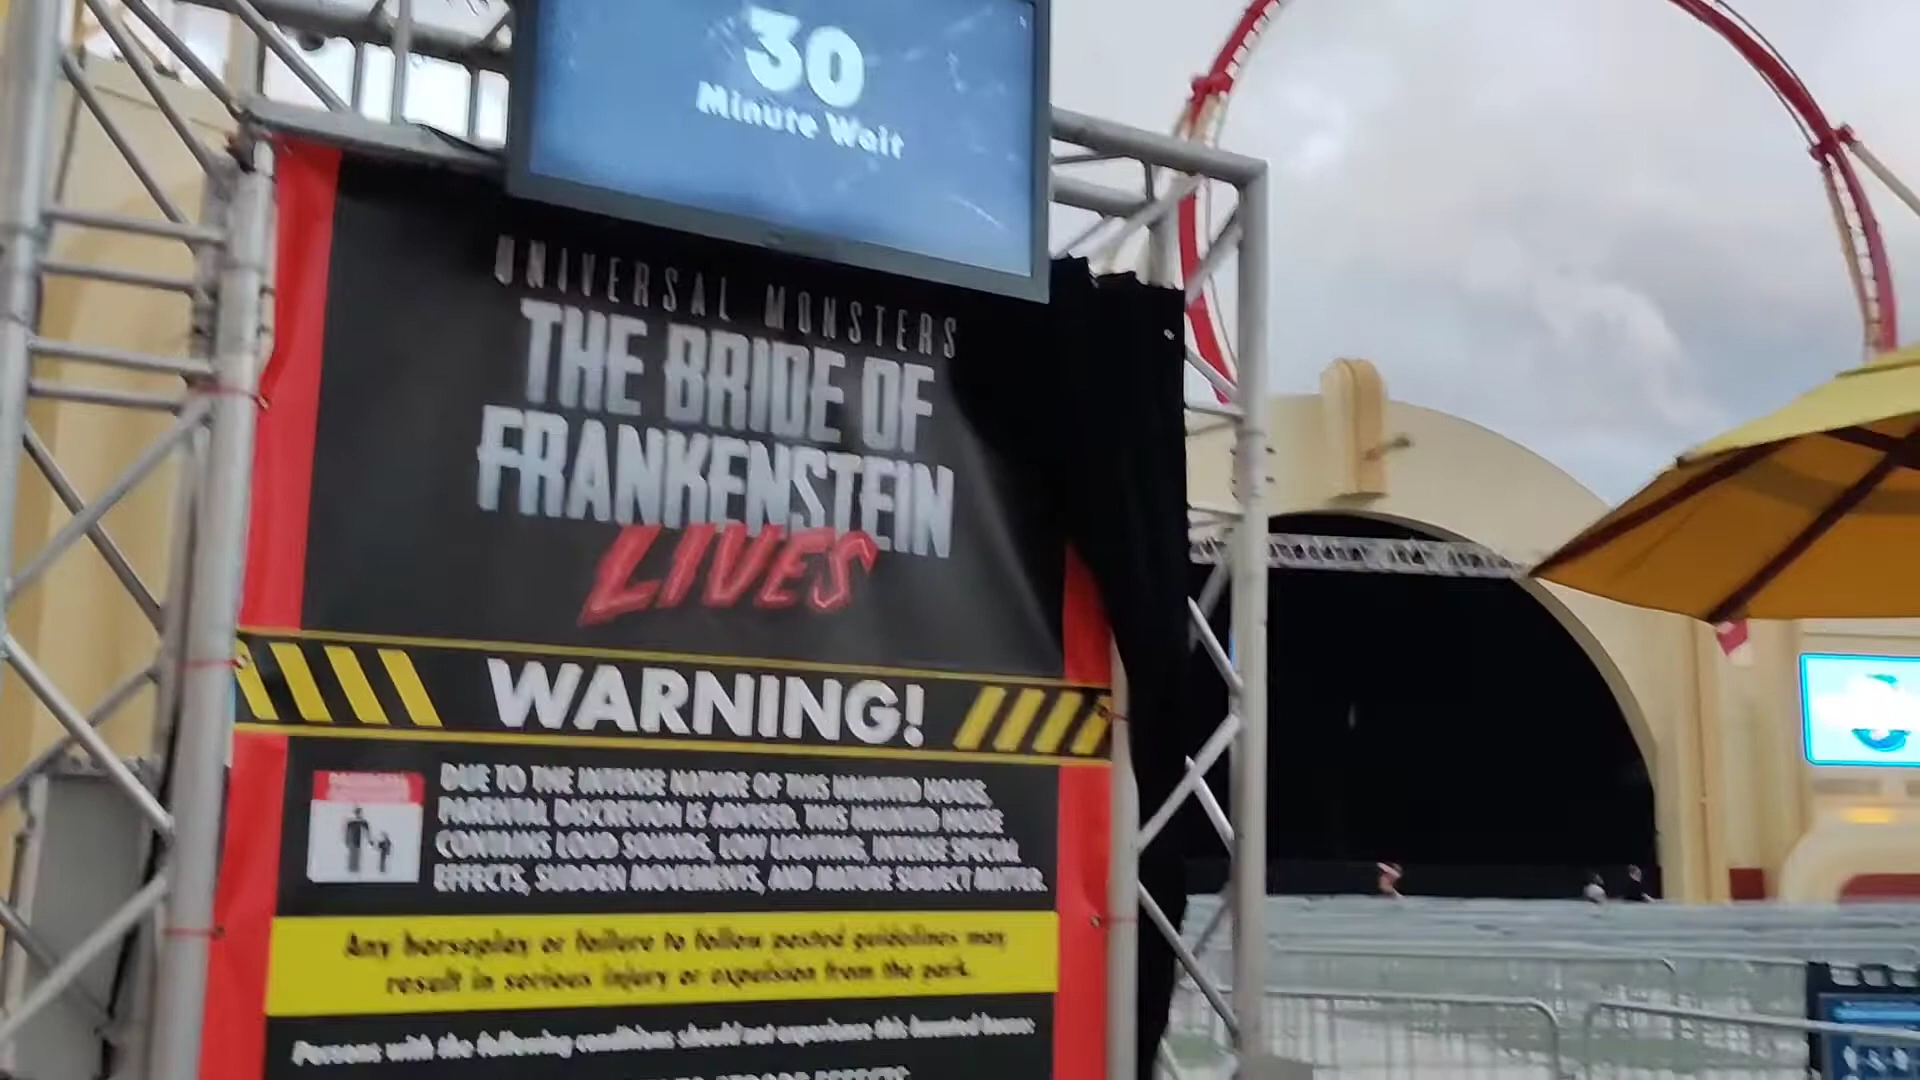 30
Minute Wait
UNIVERSAL MONSTERS
THE BRIDE OF
FRANKENSTEIN
LIVES
WARNING!
DUE TO THE INTENSE NATURE OF THIS HAUNTED HOUSE,
PARENTAL DISCRETION IS ADVISED. THIS HAUNTED HOUSE
CONTAINS LOUD SOUNDS, LOW LIGHTING, INTENSE SPECIAL
EFFECTS, SUDDEN MOVEMENTS, AND MATURE SUBJECT MATTER.
Any horseplay or failure to follow posted guidelines may
result in serious injury or expulsion from the park.
Persons with the following conditions should not experience this haunted house: